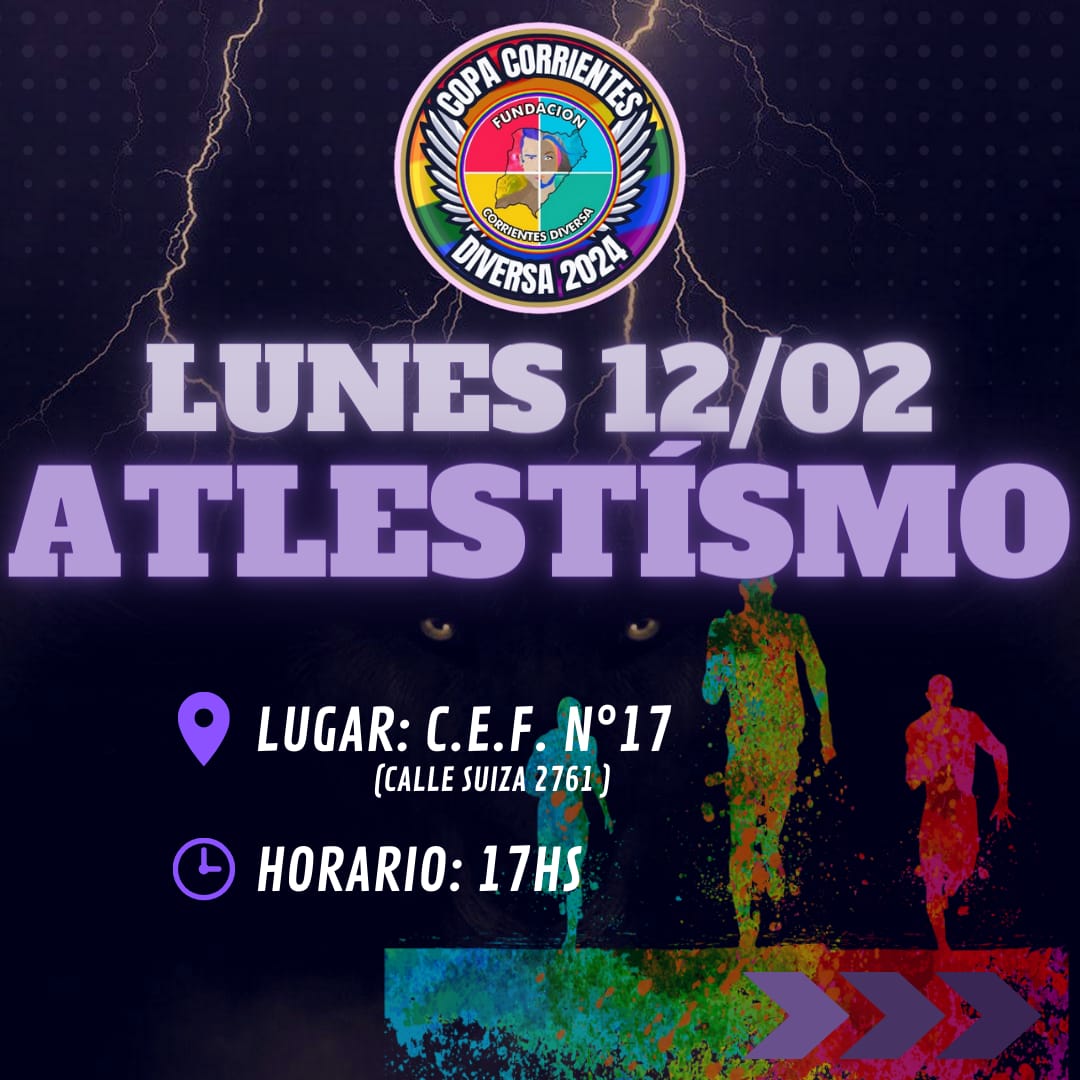 COPA CORRIENTES
FUNDACION
CORRIENTES DIVERSA
DIVERSA 2024
LUNES 12/02
ATLESTÍSMO
LUGAR: C.E.F. N°17
(CALLE SUIZA 2761)
HORARIO: 17HS